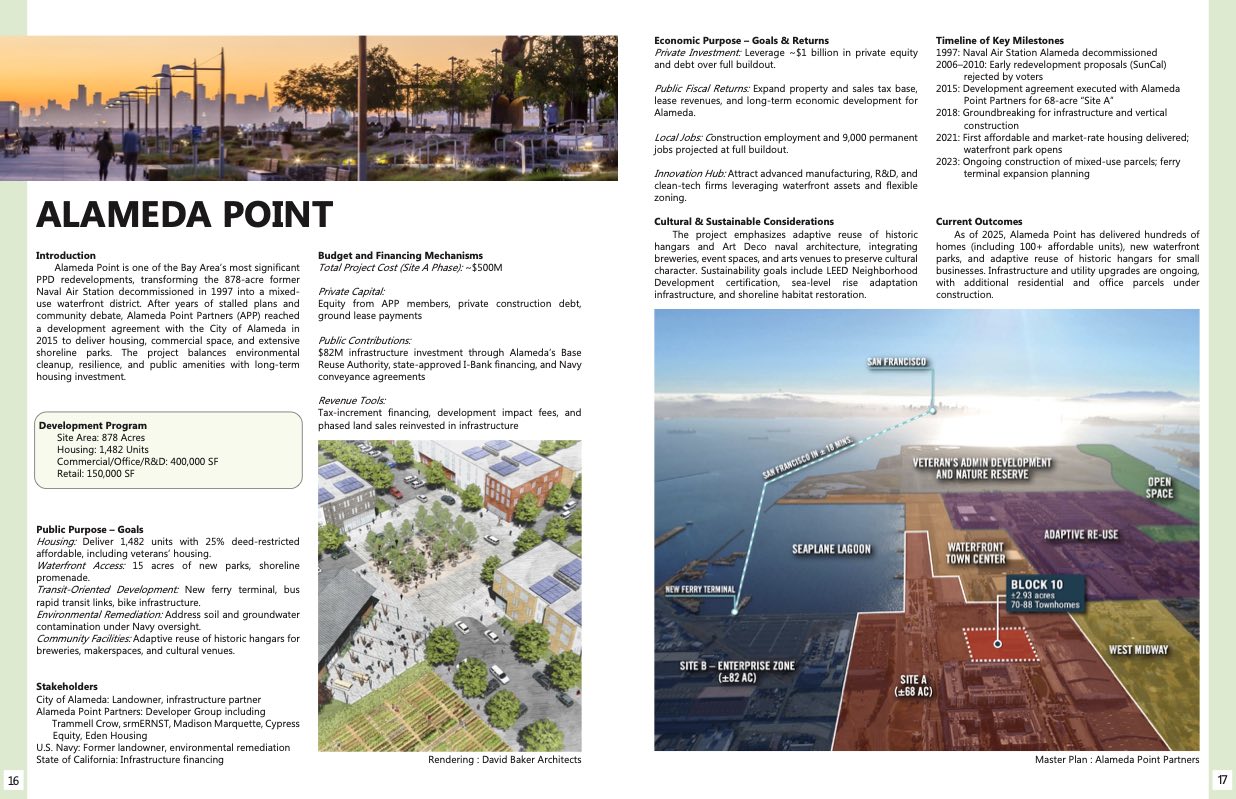 ALAMEDA POINT
Introduction
Alameda Point is one of the Bay Area's most significant
PPD redevelopments, transforming the 878-acre former
Naval Air Station decommissioned in 1997 into a mixed-
use waterfront district. After years of stalled plans and
community debate, Alameda Point Partners (APP) reached
a development agreement with the City of Alameda in
2015 to deliver housing, commercial space, and extensive
shoreline parks. The project balances environmental
cleanup, resilience, and public amenities with long-term
housing investment.
Development Program
Site Area: 878 Acres
Housing: 1,482 Units
Commercial/Office/R&D: 400,000 SF
Retail: 150,000 SF
Public Purpose – Goals
Housing: Deliver 1,482 units with 25% deed-restricted
affordable, including veterans' housing.
Waterfront Access: 15 acres of new parks, shoreline
promenade.
Transit-Oriented Development: New ferry terminal, bus
rapid transit links, bike infrastructure.
Environmental Remediation: Address soil and groundwater
contamination under Navy oversight.
Community Facilities: Adaptive reuse of historic hangars for
breweries, makerspaces, and cultural venues.
Stakeholders
City of Alameda: Landowner, infrastructure partner
Alameda Point Partners: Developer Group including
Trammell Crow, srmERNST, Madison Marquette, Cypress
Equity, Eden Housing
U.S. Navy: Former landowner, environmental remediation
State of California: Infrastructure financing
16
Budget and Financing Mechanisms
Total Project Cost (Site A Phase): ~$500M
Private Capital:
Equity from APP members, private construction debt,
ground lease payments
Public Contributions:
$82M infrastructure investment through Alameda's Base
Reuse Authority, state-approved I-Bank financing, and Navy
conveyance agreements
Revenue Tools:
Tax-increment financing, development impact fees, and
phased land sales reinvested in infrastructure
Rendering : David Baker Architects
Economic Purpose – Goals & Returns
Private Investment: Leverage ~$1 billion in private equity
and debt over full buildout.
Public Fiscal Returns: Expand property and sales tax base,
lease revenues, and long-term economic development for
Alameda.
Local Jobs: Construction employment and 9,000 permanent
jobs projected at full buildout.
Innovation Hub: Attract advanced manufacturing, R&D, and
clean-tech firms leveraging waterfront assets and flexible
zoning.
Cultural & Sustainable Considerations
The project emphasizes adaptive reuse of historic
hangars and Art Deco naval architecture, integrating
breweries, event spaces, and arts venues to preserve cultural
character. Sustainability goals include LEED Neighborhood
Development certification, sea-level rise adaptation
infrastructure, and shoreline habitat restoration.
Timeline of Key Milestones
1997: Naval Air Station Alameda decommissioned
2006–2010: Early redevelopment proposals (SunCal)
rejected by voters
2015: Development agreement executed with Alameda
Point Partners for 68-acre "Site A"
2018: Groundbreaking for infrastructure and vertical
construction
2021: First affordable and market-rate housing delivered;
waterfront park opens
2023: Ongoing construction of mixed-use parcels; ferry
terminal expansion planning
Current Outcomes
As of 2025, Alameda Point has delivered hundreds of
homes (including 100+ affordable units), new waterfront
parks, and adaptive reuse of historic hangars for small
businesses. Infrastructure and utility upgrades are ongoing,
with additional residential and office parcels under
construction.
SAN FRANCISCO
SAN FRANCISCO IN ± 18 MINS.
VETERAN'S ADMIN DEVELOPMENT
AND NATURE RESERVE
OPEN
SPACE
ADAPTIVE RE-USE
SEAPLANE LAGOON
WATERFRONT
TOWN CENTER
NEW FERRY TERMINAL
BLOCK 10
±2.93 acres
70-88 Townhomes
WEST MIDWAY
SITE B – ENTERPRISE ZONE
(±82 AC)
SITE A
(±68 AC)
Master Plan : Alameda Point Partners
17